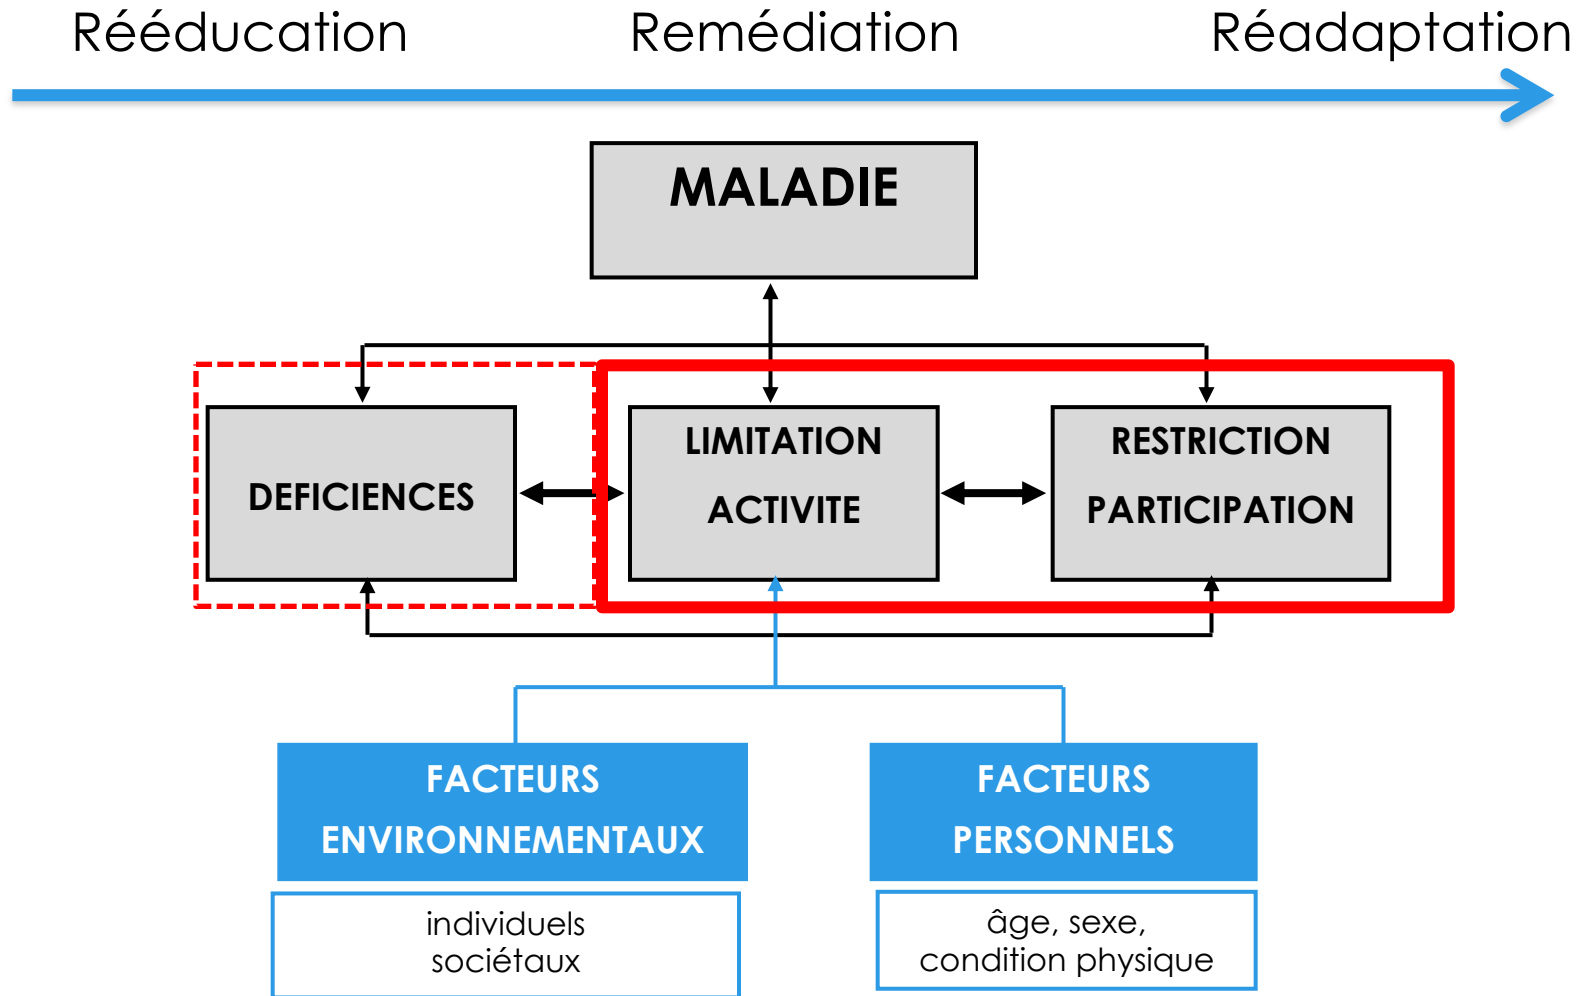 Rééducation Remédiation Réadaptation
MALADIE
DEFICIENCES
LIMITATION
ACTIVITE
RESTRICTION
PARTICIPATION
FACTEURS
ENVIRONNEMENTAUX
individuels
sociétaux
FACTEURS
PERSONNELS
âge, sexe,
condition physique